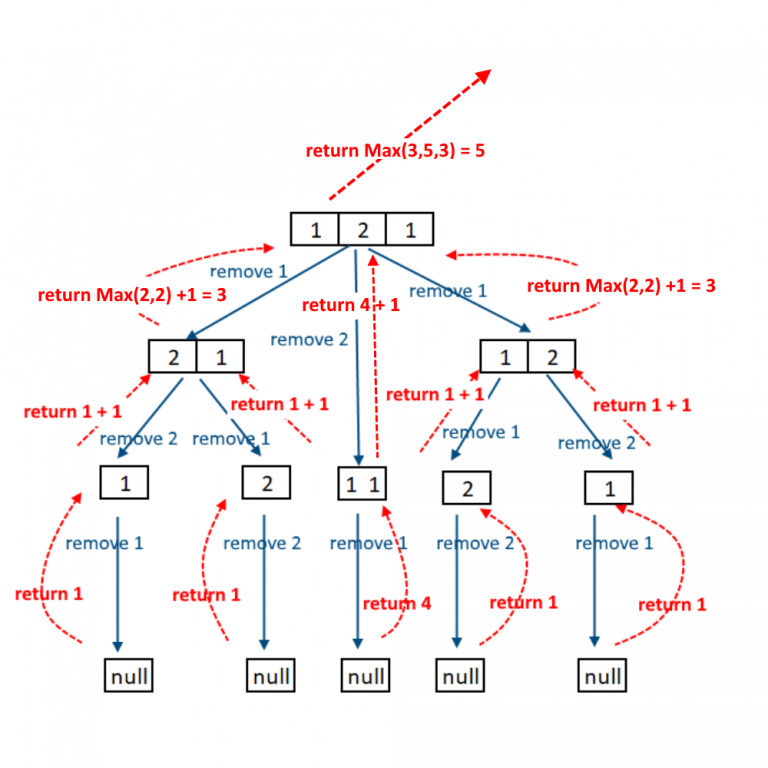 return Max(3,5,3) = 5
1 2 1
remove 1
return Max(2,2) +1 = 3
return 4 + 1
remove 1
return Max(2,2) +1 = 3
remove 2
2 1
1 2
return 1 + 1
return 1 + 1
return 1 + 1
return 1 + 1
remove 2
remove 1
remove 1
remove 2
1
2
1 1
2
1
remove 1
remove 2
remove 1
remove 2
remove 1
return 1
return 1
return 4
return 1
return 1
null
null
null
null
null